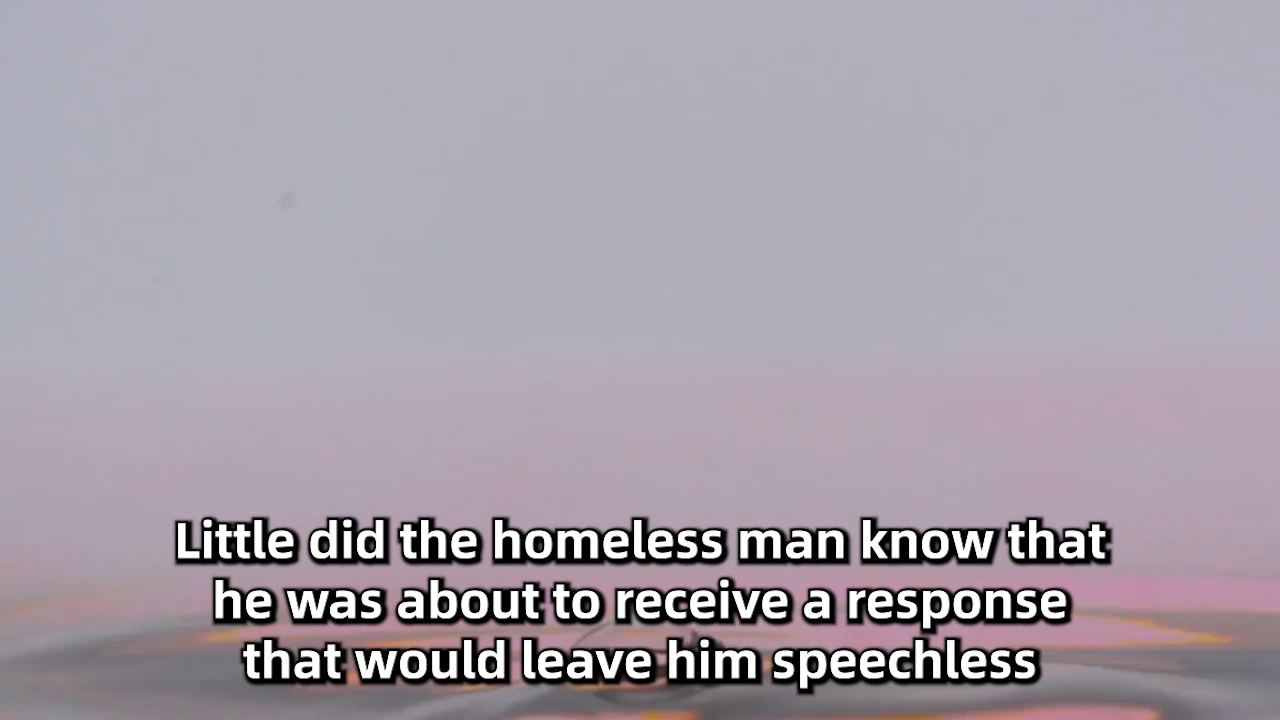 Little did the homeless man know that
he was about to receive a response
that would leave him speechless